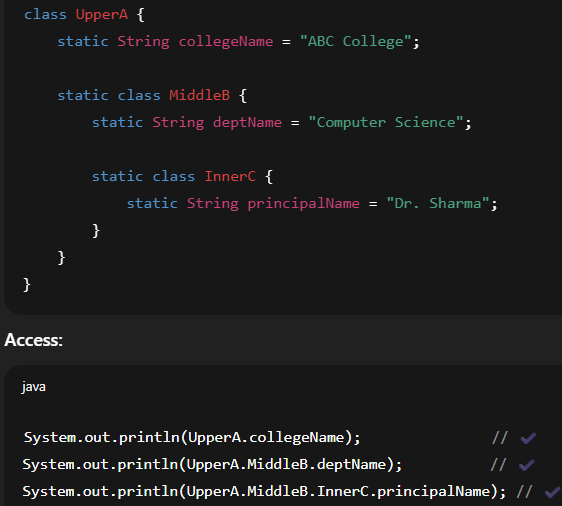 class UpperA {
    static String collegeName = "ABC College";
    static class MiddleB {
        static String deptName = "Computer Science";
        static class InnerC {
            static String principalName = "Dr. Sharma";
        }
    }
}
Access:
java
System.out.println(UpperA.collegeName); // ✔
System.out.println(UpperA.MiddleB.deptName); // ✔
System.out.println(UpperA.MiddleB.InnerC.principalName); // ✔